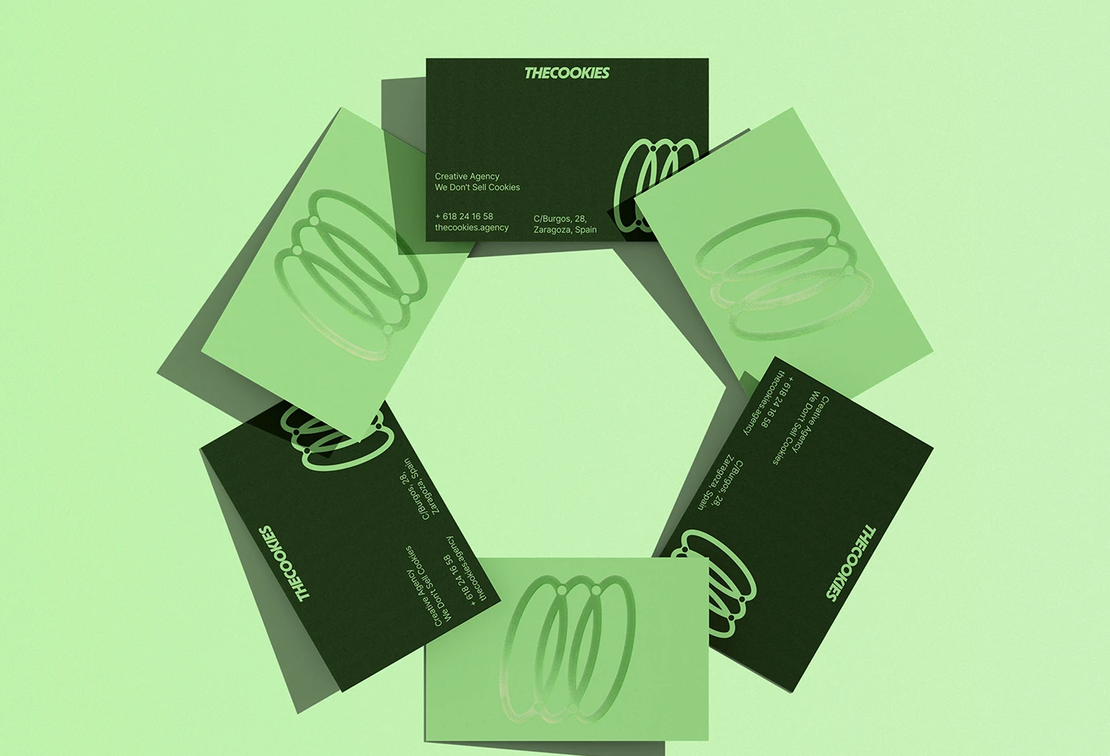 THECOOKIES
Creative Agency
We Don't Sell Cookies
+ 618 24 16 58
thecookies.agency
C/Burgos, 28,
Zaragoza, Spain
Creative Agency
We Don't Sell Cookies
+ 618 24 16 58
thecookies.agency
C/Burgos, 28,
Zaragoza, Spain
THECOOKIES
THECOOKIES
Creative Agency
We Don't Sell Cookies
+ 618 24 16 58
thecookies.agency
C/Burgos, 28,
Zaragoza, Spain